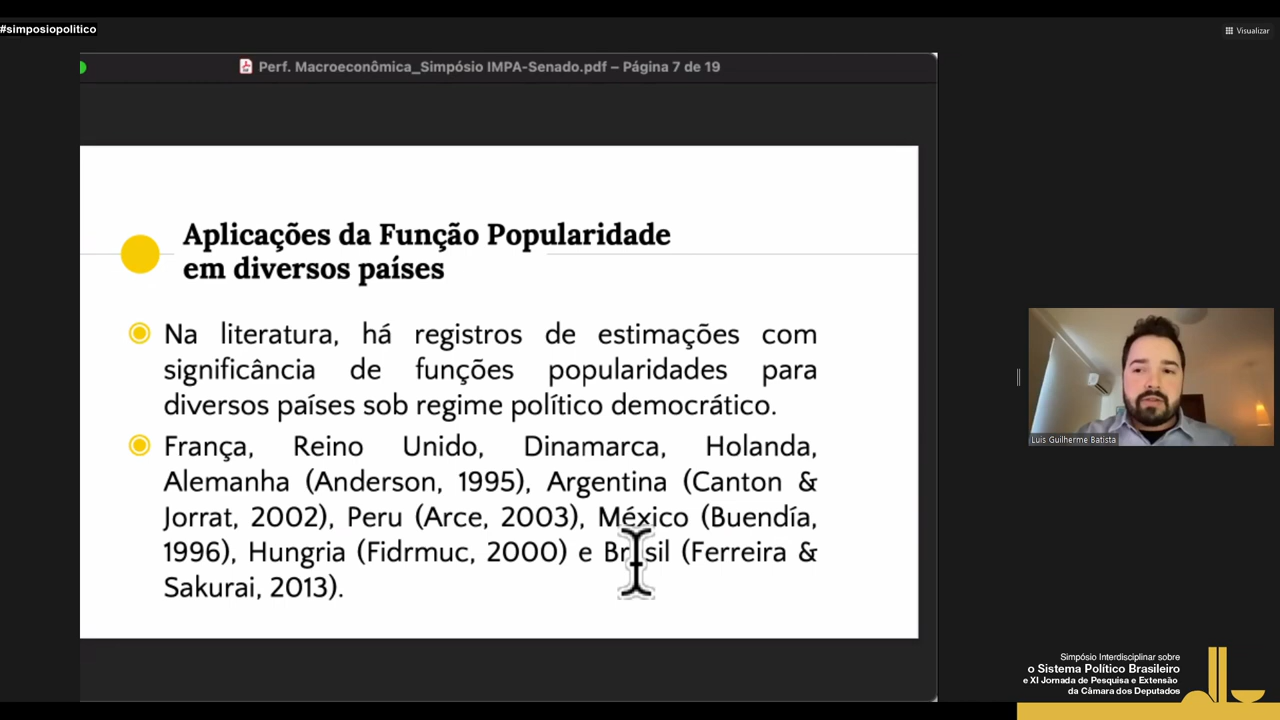 #simposiopolitico
Visualizar
Perf. Macroeconômica_Simpósio IMPA-Senado.pdf – Página 7 de 19
Aplicações da Função Popularidade
em diversos países
Na literatura, há registros de estimações com
significância de funções popularidades para
diversos países sob regime político democrático.
França, Reino Unido, Dinamarca, Holanda,
Alemanha (Anderson, 1995), Argentina (Canton &
Jorrat, 2002), Peru (Arce, 2003), México (Buendía,
1996), Hungria (Fidrmuc, 2000) e Brasil (Ferreira &
Sakurai, 2013).
Luis Guilherme Batista
Simpósio Interdisciplinar sobre
o Sistema Político Brasileiro
e XI Jornada de Pesquisa e Extensão
da Câmara dos Deputados